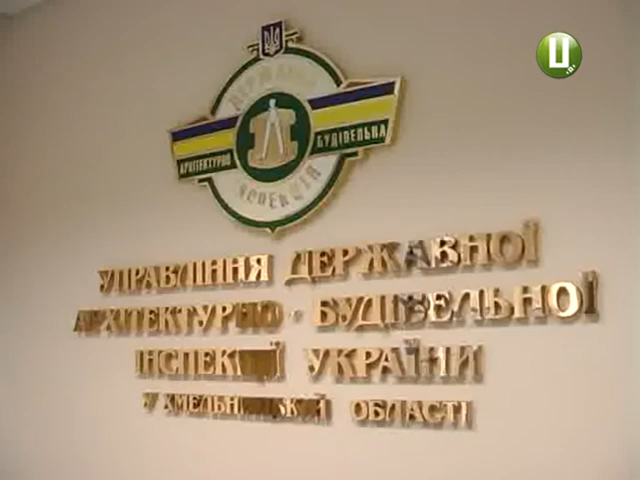 Ц
ДЕРЖАВНА
АРХІТЕКТУРНО БУДІВЕЛЬНА
ІНСПЕКЦІЯ
УПРАВЛІННЯ ДЕРЖАВНОЇ
АРХІТЕКТУРНО - БУДІВЕЛЬНОЇ
ІНСПЕКЦІЇ УКРАЇНИ
У ХМЕЛЬНИЦЬКІЙ ОБЛАСТІ